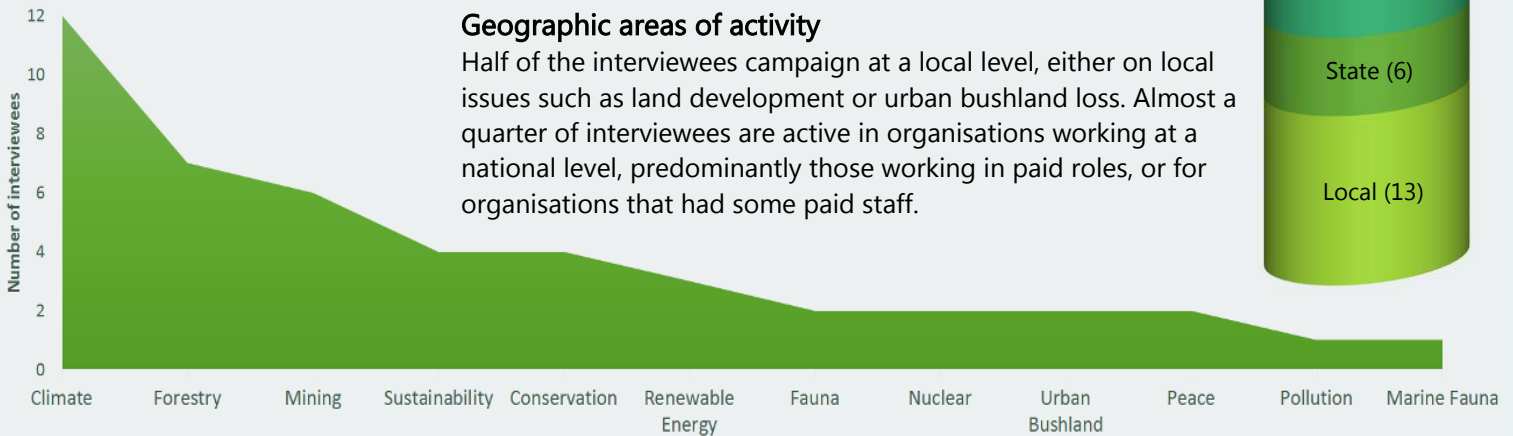 Geographic areas of activity
Half of the interviewees campaign at a local level, either on local
issues such as land development or urban bushland loss. Almost a
quarter of interviewees are active in organisations working at a
national level, predominantly those working in paid roles, or for
organisations that had some paid staff.
State (6)
Local (13)
Number of interviewees
12
10
8
6
4
2
0
Climate
Forestry
Mining
Sustainability
Conservation
Renewable
Energy
Fauna
Nuclear
Urban
Bushland
Peace
Pollution
Marine Fauna